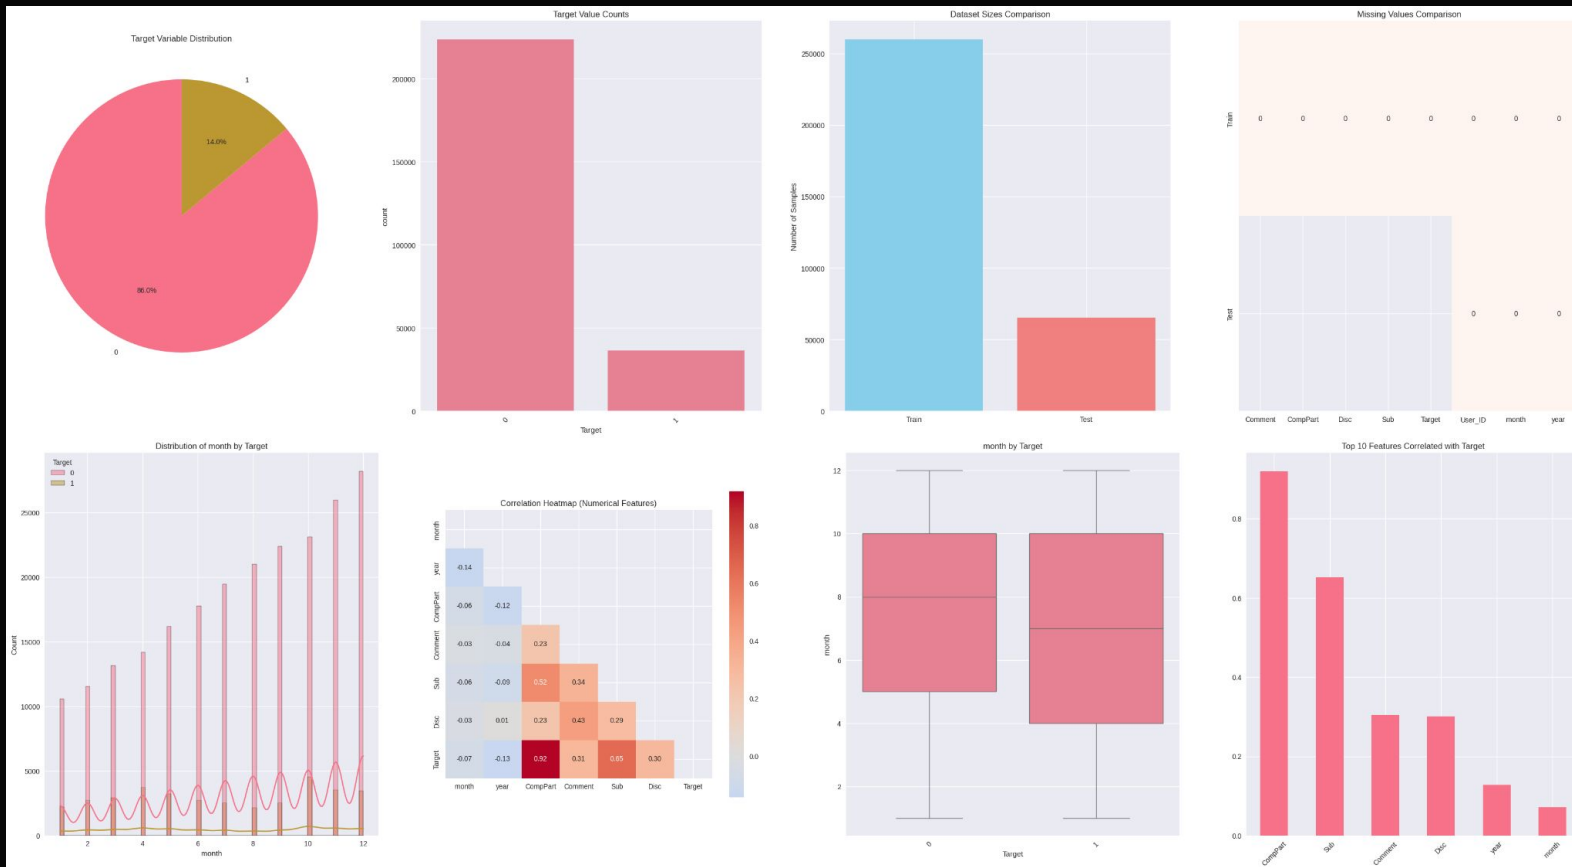 Target Variable Distribution
1
14.0%
86.0%
0
Target Value Counts
count
200000
150000
100000
50000
0
0 1
Target
Dataset Sizes Comparison
Number of Samples
250000
200000
150000
100000
50000
0
Train Test
Missing Values Comparison
Train
0 0 0 0 0 0 0 0
Test
0 0 0
Comment CompPart Disc Sub Target User_ID month year
Distribution of month by Target
Target
0
1
Count
25000
20000
15000
10000
5000
0
2 4 6 8 10 12
month
Correlation Heatmap (Numerical Features)
month
year -0.14
CompPart -0.06 -0.12
Comment -0.03 -0.04 0.23
Sub -0.06 -0.09 0.52 0.34
Disc -0.03 0.01 0.23 0.43 0.29
Target -0.07 -0.13 0.92 0.31 0.65 0.30
month year CompPart Comment Sub Disc Target
0.8
0.6
0.4
0.2
0.0
month by Target
month
12
10
8
6
4
2
0 1
Target
Top 10 Features Correlated with Target
0.8
0.6
0.4
0.2
0.0
CompPart Sub Comment Disc year month